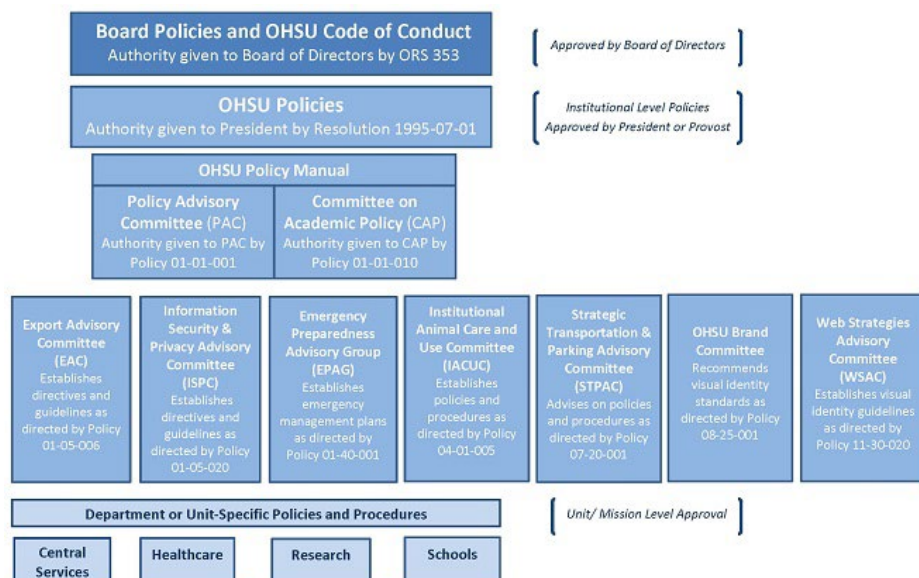 Board Policies and OHSU Code of Conduct
Authority given to Board of Directors by ORS 353
Approved by Board of Directors
OHSU Policies
Authority given to President by Resolution 1995-07-01
Institutional Level Policies
Approved by President or Provost
OHSU Policy Manual
Policy Advisory
Committee (PAC)
Authority given to PAC by
Policy 01-01-001
Committee on
Academic Policy (CAP)
Authority given to CAP by
Policy 01-01-010
Export Advisory
Committee
(EAC)
Establishes
directives and
guidelines as
directed by Policy
01-05-006
Information
Security &
Privacy Advisory
Committee
(ISPC)
Establishes
directives and
guidelines as
directed by Policy
01-05-020
Emergency
Preparedness
Advisory Group
(EPAG)
Establishes
emergency
management plans
as directed by
Policy 01-40-001
Institutional
Animal Care and
Use Committee
(IACUC)
Establishes
policies and
procedures as
directed by Policy
04-01-005
Strategic
Transportation &
Parking Advisory
Committee
(STPAC)
Advises on policies
and procedures as
directed by Policy
07-20-001
OHSU Brand
Committee
Recommends
visual identity
standards as
directed by Policy
08-25-001
Web Strategies
Advisory
Committee
(WSAC)
Establishes visual
identity guidelines
as directed by
Policy 11-30-020
Department or Unit-Specific Policies and Procedures
Unit/ Mission Level Approval
Central
Services
Healthcare
Research
Schools